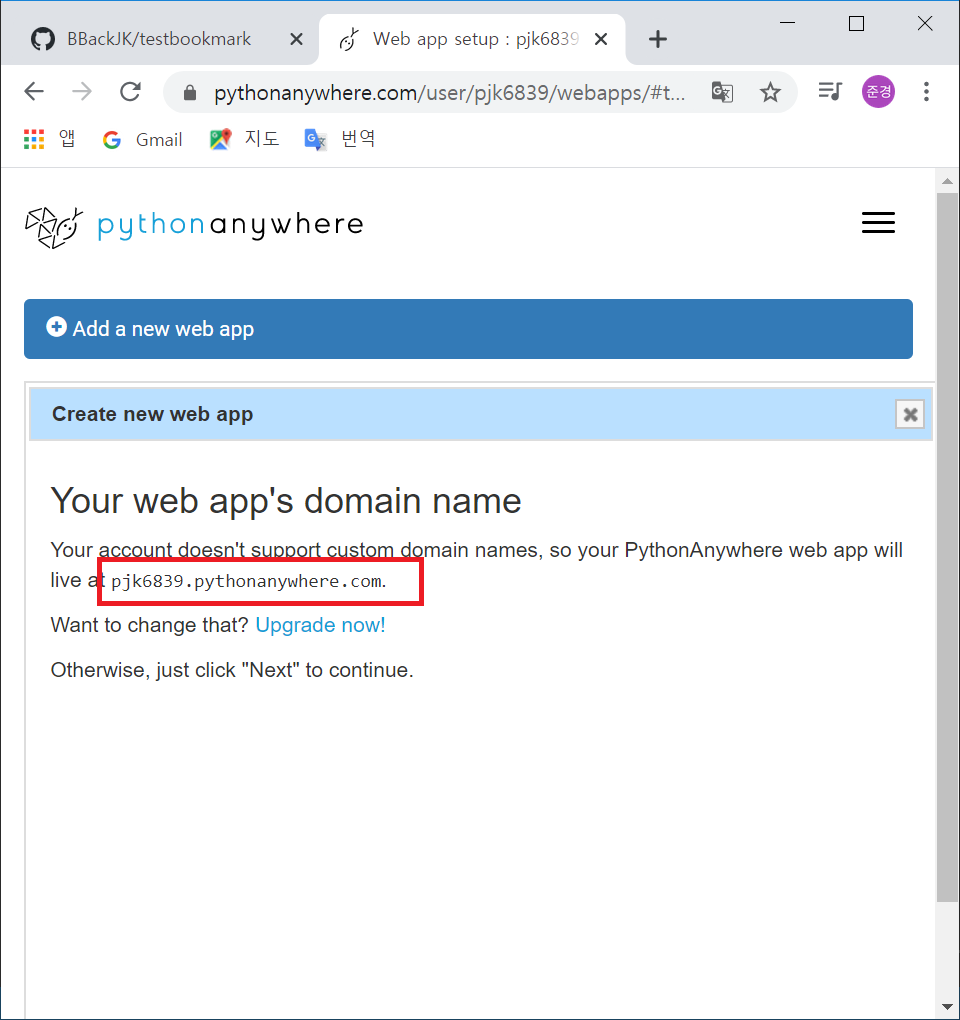 BBackJK/testbookmark
Web app setup : pjk6839
pythonanywhere.com/user/pjk6839/webapps/#t...
준경
앱 Gmail 지도 번역
pythonanywhere
Add a new web app
Create new web app
Your web app's domain name
Your account doesn't support custom domain names, so your PythonAnywhere web app will
live at pjk6839.pythonanywhere.com.
Want to change that? Upgrade now!
Otherwise, just click "Next" to continue.